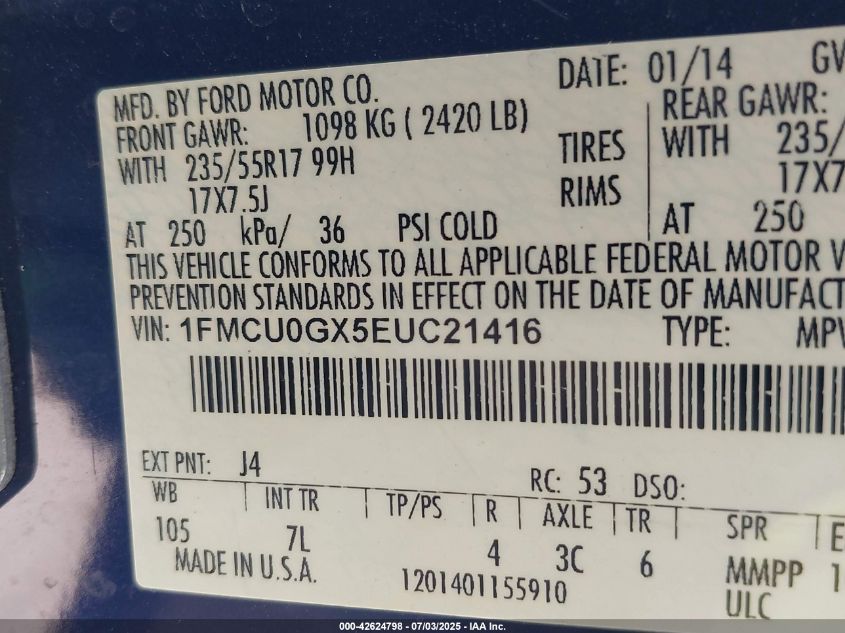 MFD. BY FORD MOTOR CO.
DATE: 01/14 GV
FRONT GAWR: 1098 KG ( 2420 LB)
REAR GAWR:
WITH 235/55R17 99H TIRES WITH 235/
17X7.5J RIMS 17X7
AT 250 kPa/ 36 PSI COLD AT 250
THIS VEHICLE CONFORMS TO ALL APPLICABLE FEDERAL MOTOR V
PREVENTION STANDARDS IN EFFECT ON THE DATE OF MANUFACT
VIN: 1FMCU0GX5EUC21416 TYPE: MPV
EXT PNT: J4 RC: 53 DSO:
WB INT TR TP/PS R AXLE TR SPR E
105 7L 4 3C 6 MMPP 1
MADE IN U.S.A. 1201401155910 ULC
000-42624798 - 07/03/2025 - IAA Inc.